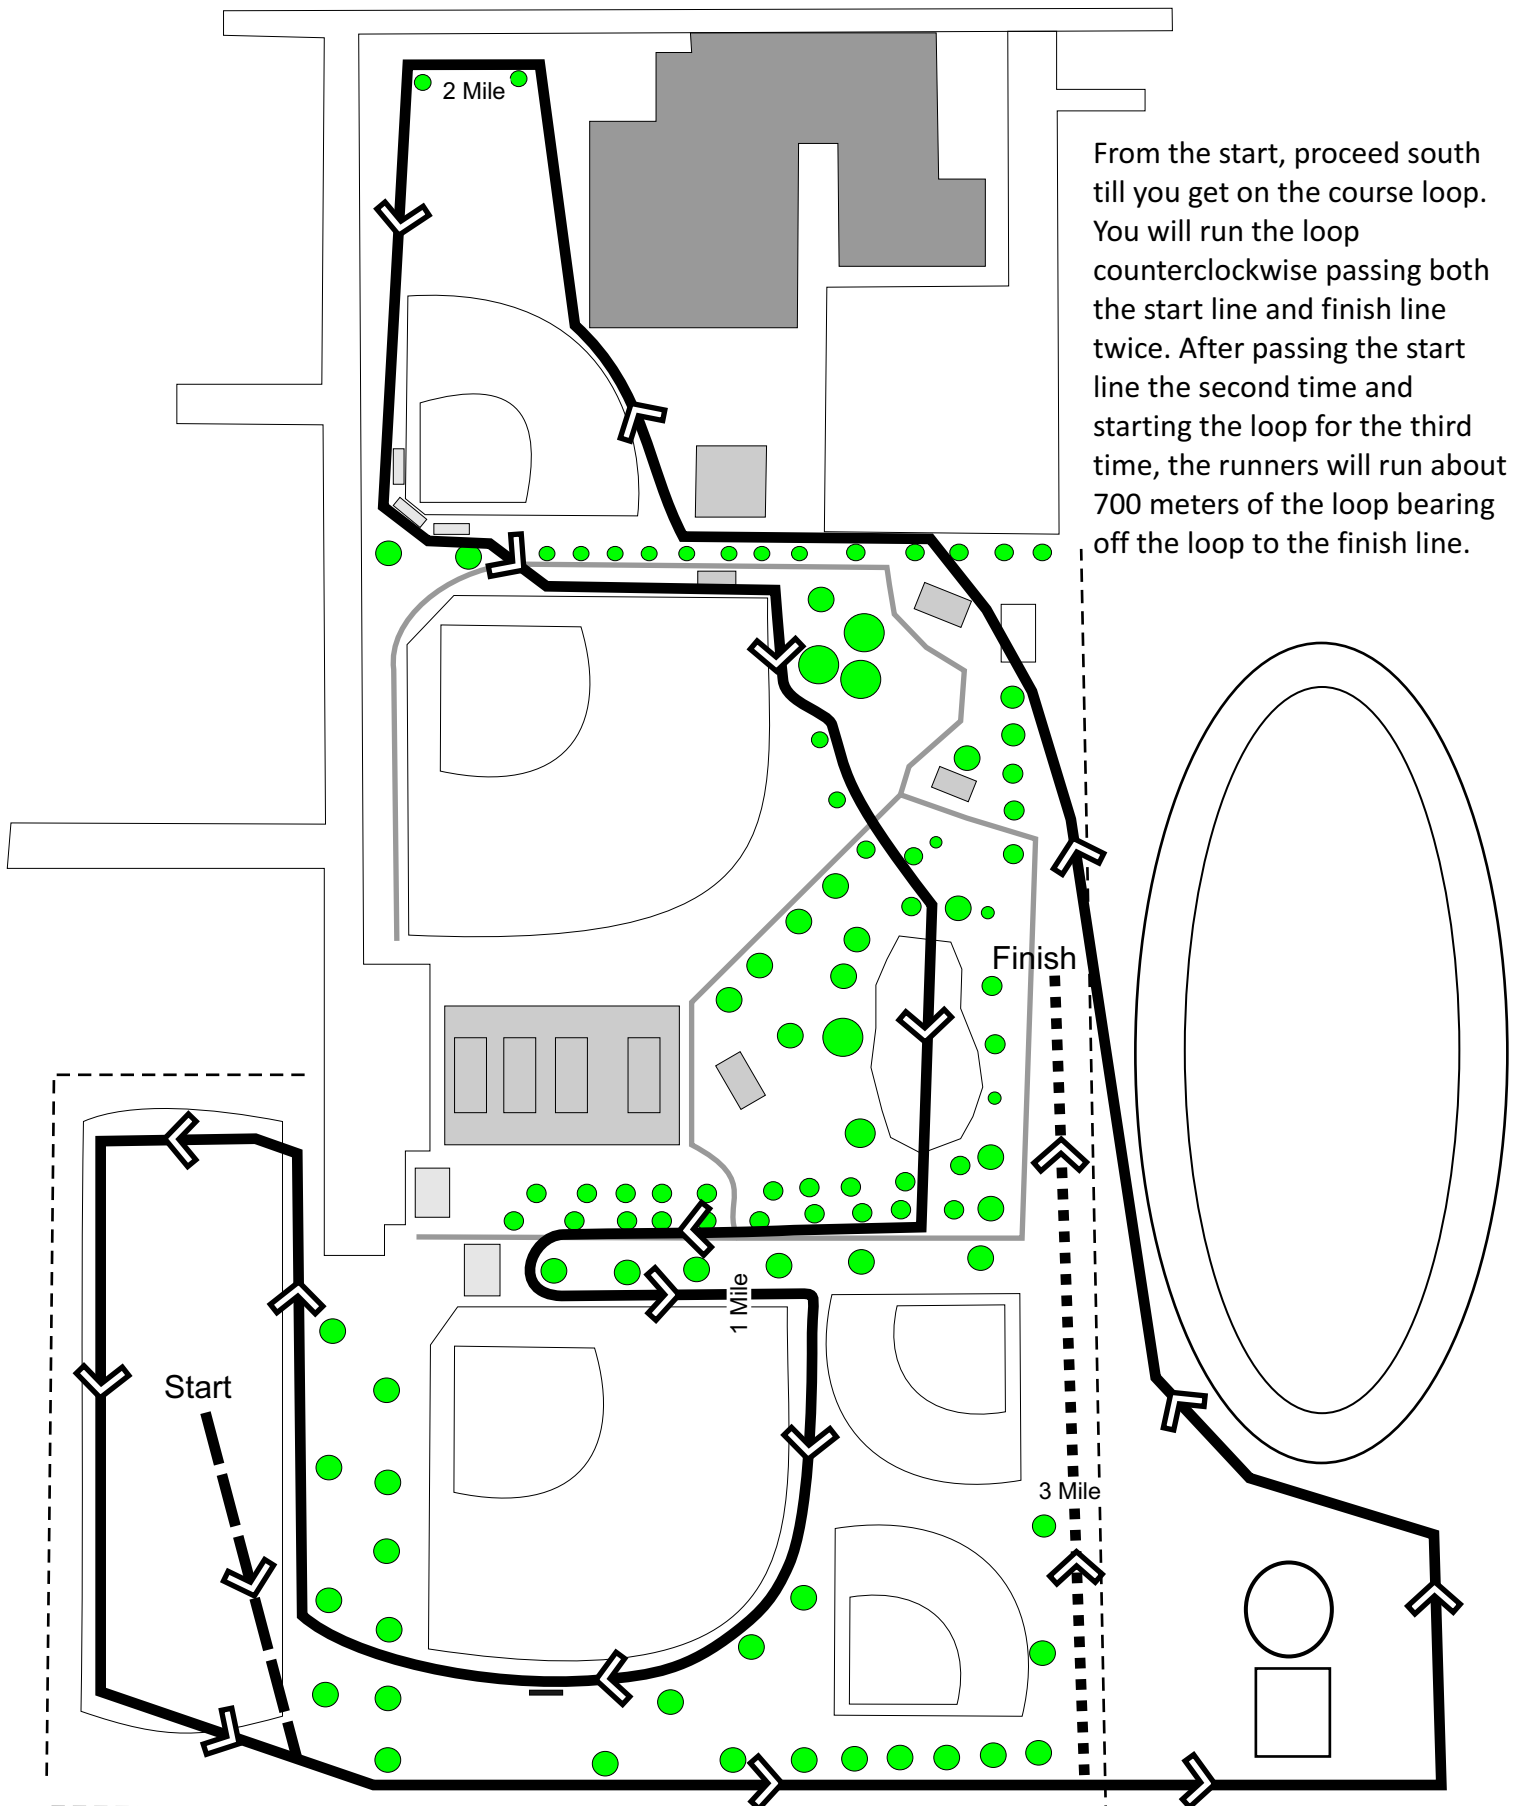 2 Mile
From the start, proceed south
till you get on the course loop.
You will run the loop
counterclockwise passing both
the start line and finish line
twice. After passing the start
line the second time and
starting the loop for the third
time, the runners will run about
700 meters of the loop bearing
off the loop to the finish line.
Finish
1 Mile
Start
3 Mile